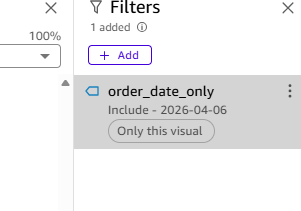 Filters
100%
1 added
+ Add
order_date_only
Include - 2026-04-06
Only this visual